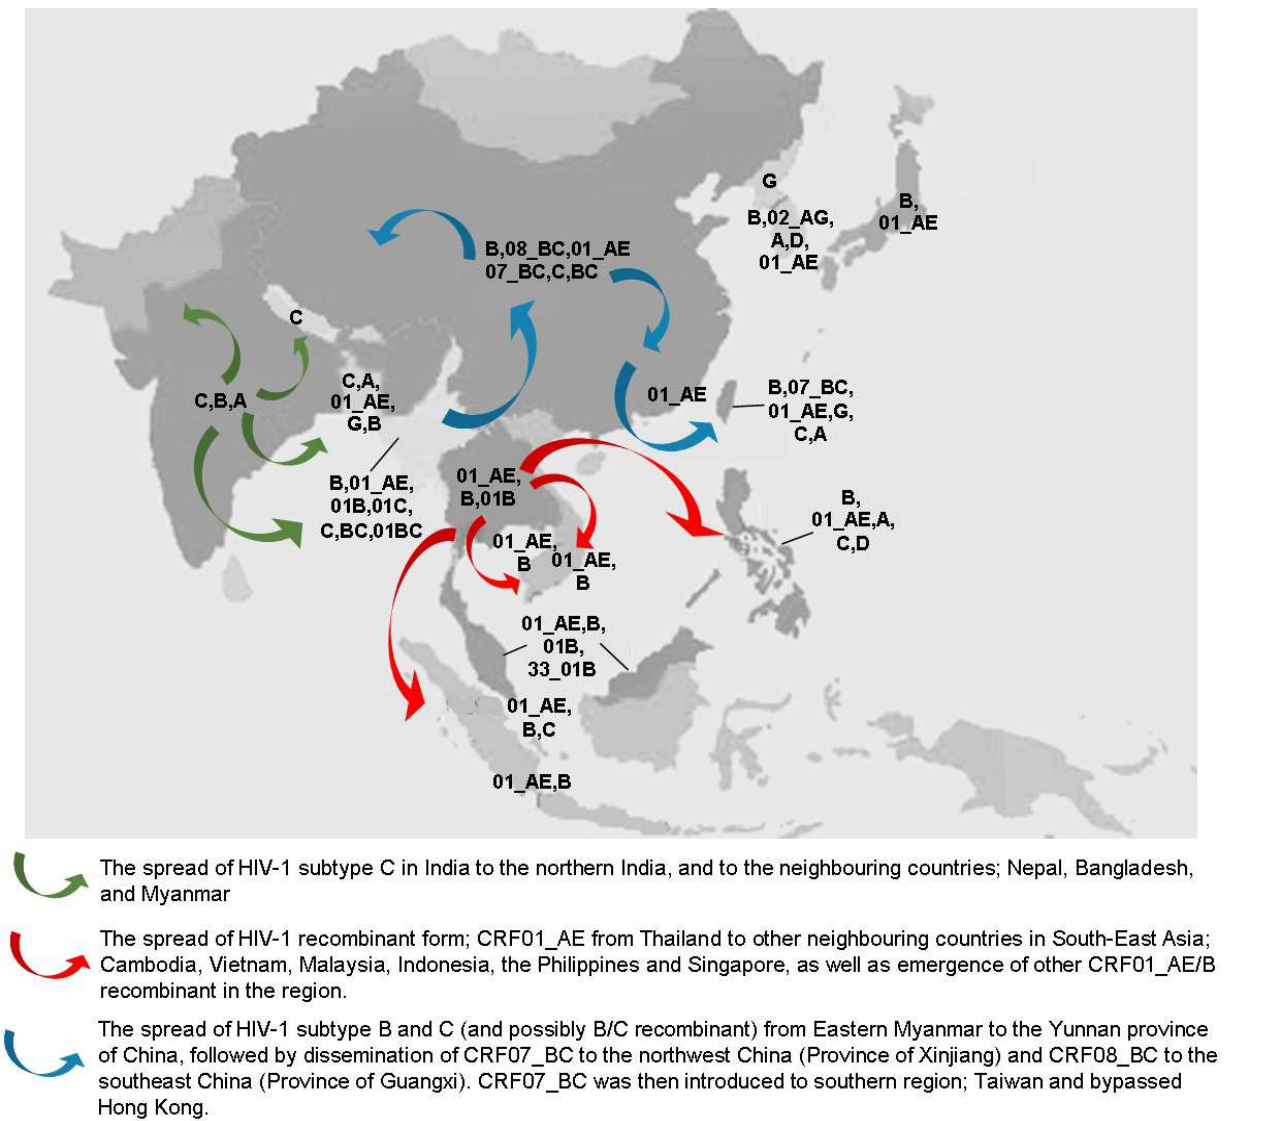 G
B,
01_AE
B,02_AG,
A,D,
01_AE
B,08_BC,01_AE
07_BC,C,BC
C
C,B,A
C,A,
01_AE,
G,B
01_AE
B,07_BC,
01_AE,G,
C,A
B,01_AE,
01B,01C,
C,BC,01BC
01_AE,
B,01B
B,
01_AE,A,
C,D
01_AE,
B
01_AE,
B
01_AE,B,
01B,
33_01B
01_AE,
B,C
01_AE,B
The spread of HIV-1 subtype C in India to the northern India, and to the neighbouring countries; Nepal, Bangladesh,
and Myanmar
The spread of HIV-1 recombinant form; CRF01_AE from Thailand to other neighbouring countries in South-East Asia;
Cambodia, Vietnam, Malaysia, Indonesia, the Philippines and Singapore, as well as emergence of other CRF01_AE/B
recombinant in the region.
The spread of HIV-1 subtype B and C (and possibly B/C recombinant) from Eastern Myanmar to the Yunnan province
of China, followed by dissemination of CRF07_BC to the northwest China (Province of Xinjiang) and CRF08_BC to the
southeast China (Province of Guangxi). CRF07_BC was then introduced to southern region; Taiwan and bypassed
Hong Kong.